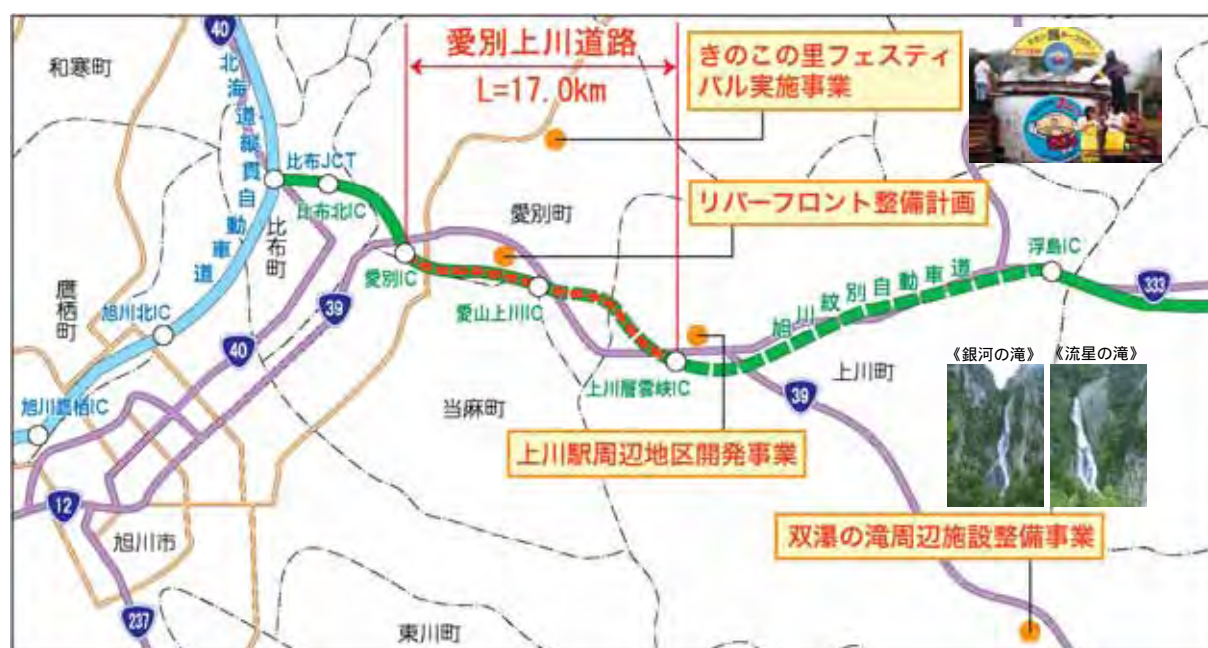 40
和寒町
北海道縦貫自動車道
愛別上川道路
L=17.0km
きのこの里フェスティ
バル実施事業
比布JCT
比布北IC
比布町
愛別町
リバーフロント整備計画
鷹栖町
旭川北IC
愛別IC
愛山上川IC
旭川紋別自動車道
浮島IC
333
39
40
旭川鷹栖IC
当麻町
上川層雲峡IC
上川町
39
《銀河の滝》
《流星の滝》
上川駅周辺地区開発事業
12
旭川市
双瀑の滝周辺施設整備事業
237
東川町